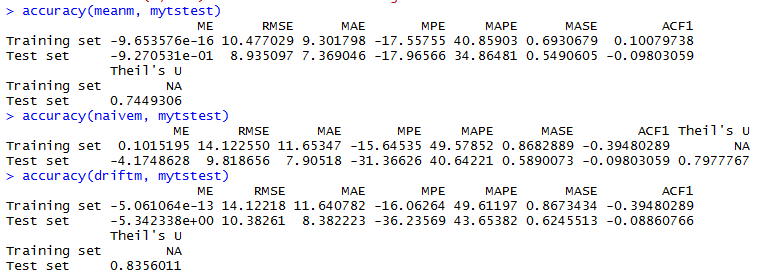 > accuracy(meanm, mytstest)
ME RMSE MAE MPE MAPE MASE ACF1
Training set -9.653576e-16 10.477029 9.301798 -17.55755 40.85903 0.6930679 0.10079738
Test set -9.270531e-01 8.935097 7.369046 -17.96566 34.86481 0.5490605 -0.09803059
Theil's U
Training set NA
Test set 0.7449306
> accuracy(naivem, mytstest)
ME RMSE MAE MPE MAPE MASE ACF1 Theil's U
Training set 0.1015195 14.122550 11.65347 -15.64535 49.57852 0.8682889 -0.39480289 NA
Test set -4.1748628 9.818656 7.90518 -31.36626 40.64221 0.5890073 -0.09803059 0.7977767
> accuracy(driftm, mytstest)
ME RMSE MAE MPE MAPE MASE ACF1
Training set -5.061064e-13 14.12218 11.640782 -16.06264 49.61197 0.8673434 -0.39480289
Test set -5.342338e+00 10.38261 8.382223 -36.23569 43.65382 0.6245513 -0.08860766
Theil's U
Training set NA
Test set 0.8356011